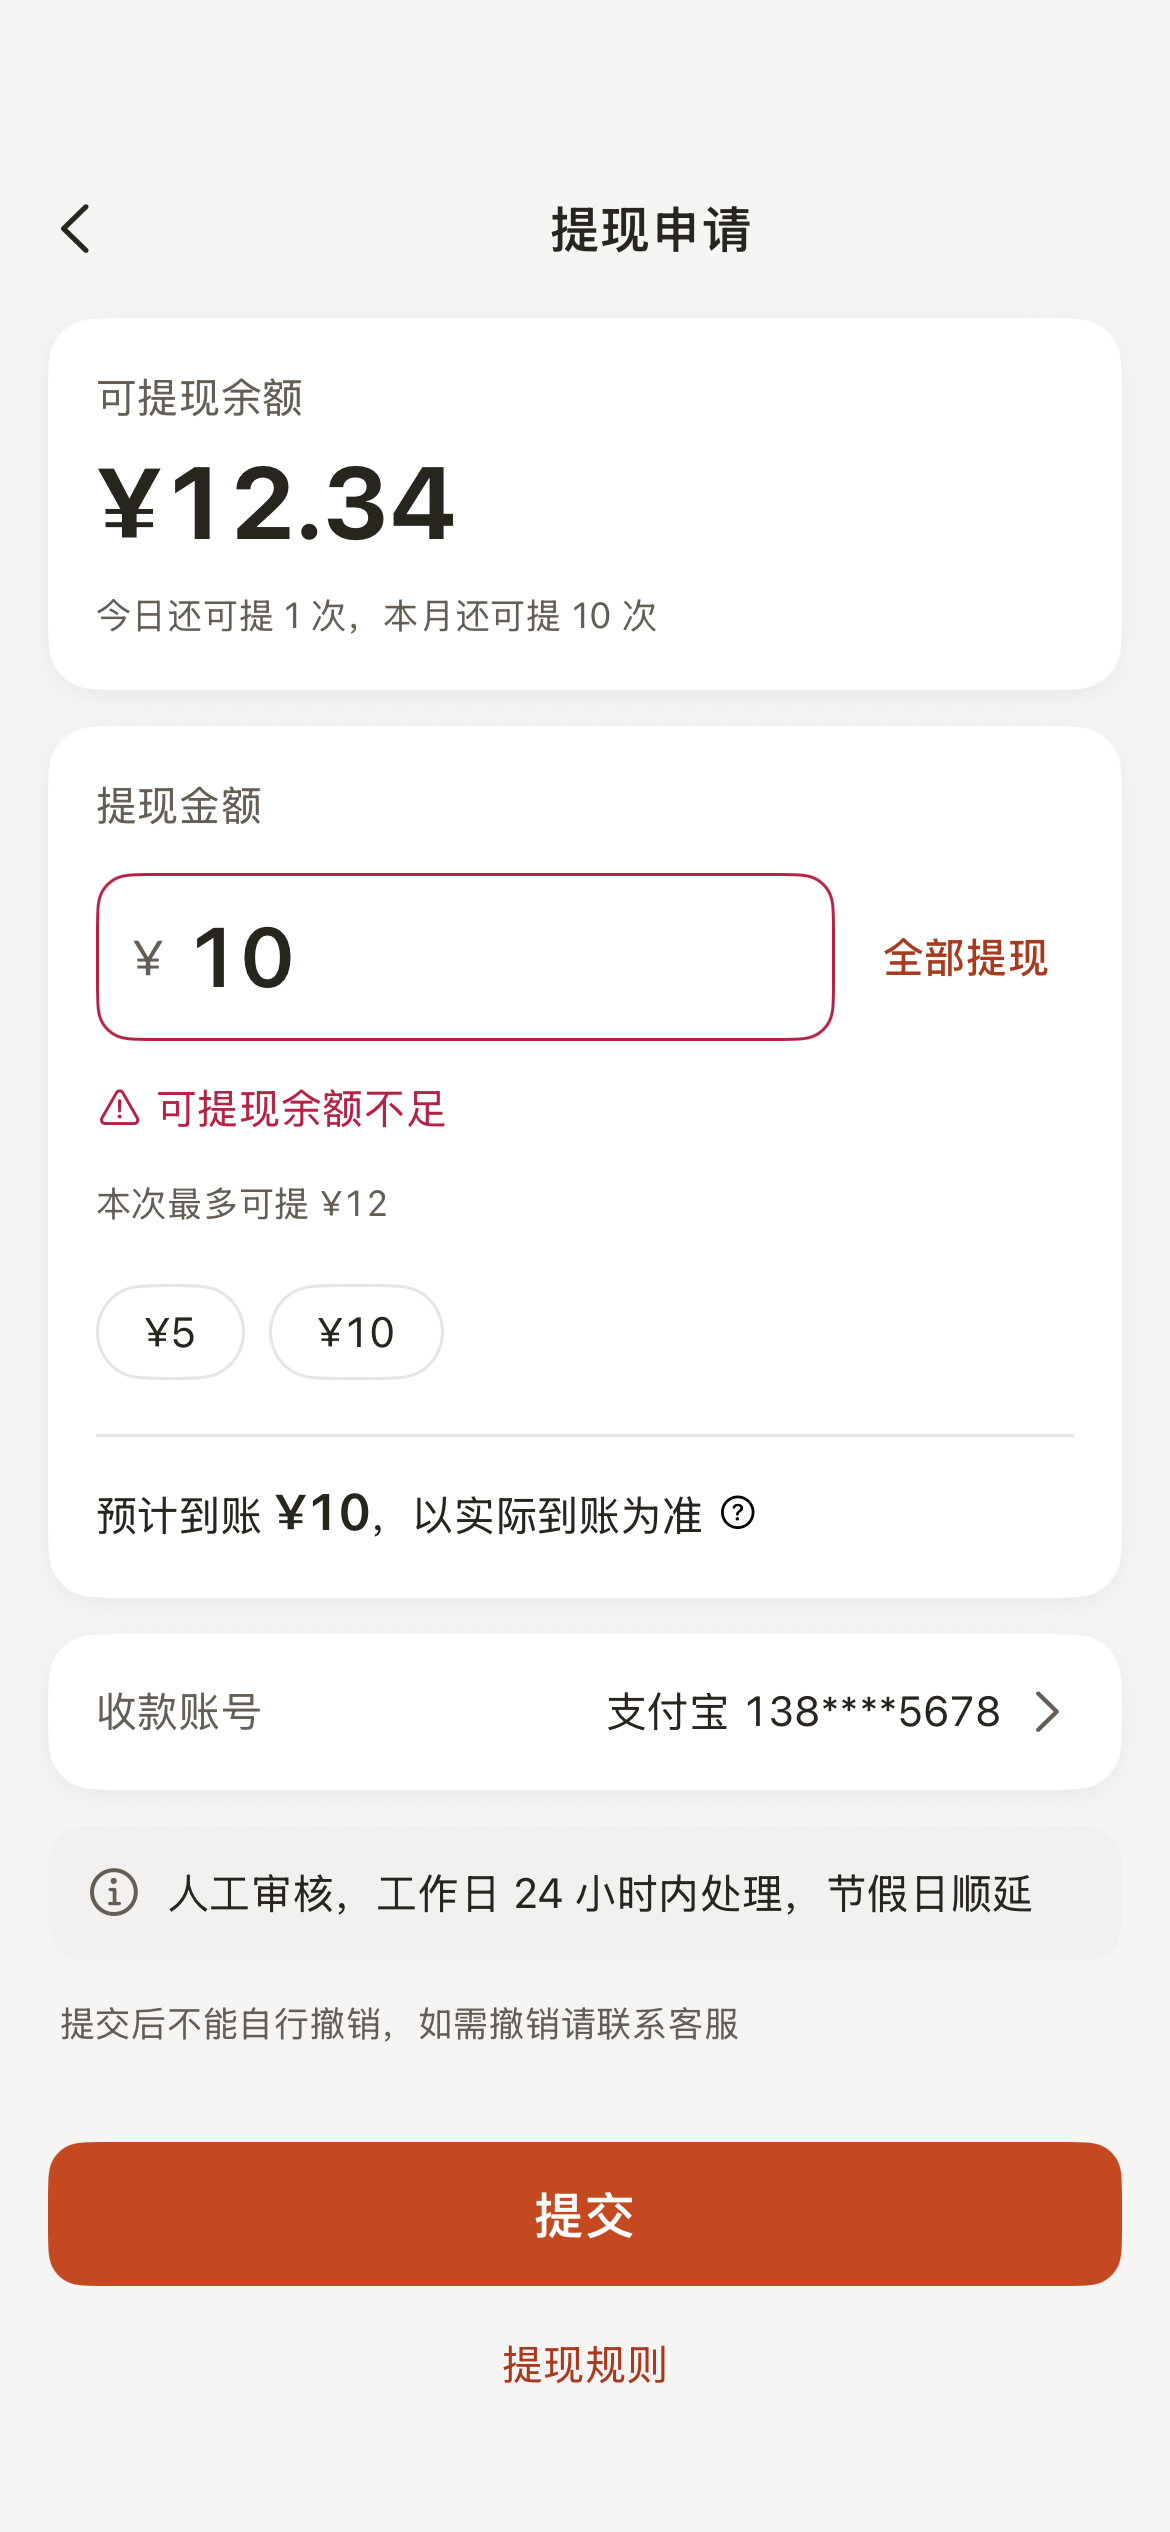 提现申请
可提现余额
¥12.34
今日还可提 1 次，本月还可提 10 次
提现金额
¥ 10 全部提现
可提现余额不足
本次最多可提 ¥12
¥5 ¥10
预计到账 ¥10，以实际到账为准
收款账号 支付宝 138****5678
人工审核，工作日 24 小时内处理，节假日顺延
提交后不能自行撤销，如需撤销请联系客服
提交
提现规则